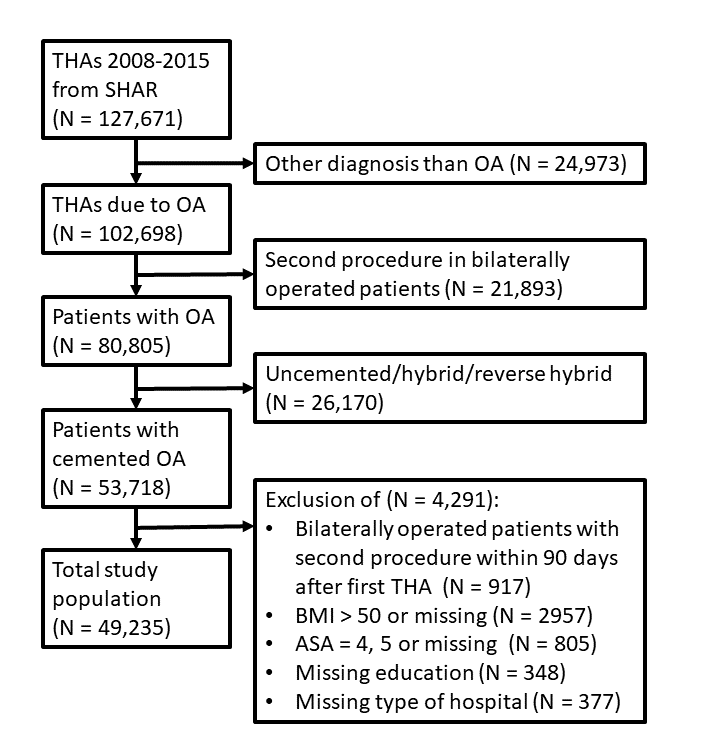 THAs 2008-2015
from SHAR
(N = 127,671)
Other diagnosis than OA (N = 24,973)
THAs due to OA
(N = 102,698)
Second procedure in bilaterally
operated patients (N = 21,893)
Patients with OA
(N = 80,805)
Uncemented/hybrid/reverse hybrid
(N = 26,170)
Patients with
cemented OA
(N = 53,718)
Exclusion of (N = 4,291):
• Bilaterally operated patients with
second procedure within 90 days
after first THA (N = 917)
• BMI > 50 or missing (N = 2957)
• ASA = 4, 5 or missing (N = 805)
• Missing education (N = 348)
• Missing type of hospital (N = 377)
Total study
population
(N = 49,235)